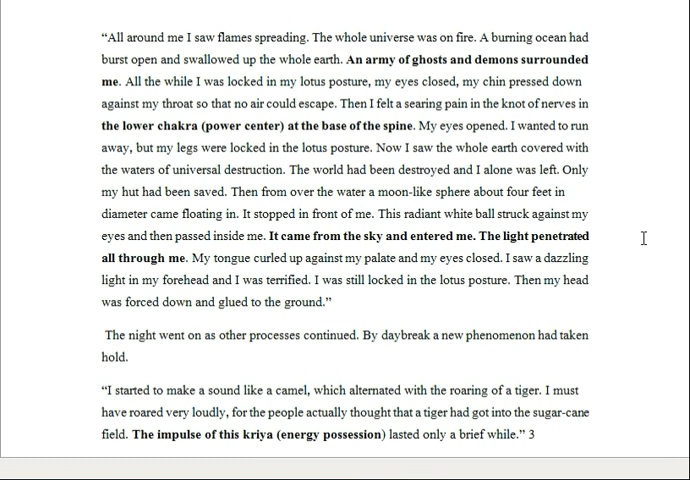 “All around me I saw flames spreading. The whole universe was on fire. A burning ocean had
burst open and swallowed up the whole earth. An army of ghosts and demons surrounded
me. All the while I was locked in my lotus posture, my eyes closed, my chin pressed down
against my throat so that no air could escape. Then I felt a searing pain in the knot of nerves in
the lower chakra (power center) at the base of the spine. My eyes opened. I wanted to run
away, but my legs were locked in the lotus posture. Now I saw the whole earth covered with
the waters of universal destruction. The world had been destroyed and I alone was left. Only
my hut had been saved. Then from over the water a moon-like sphere about four feet in
diameter came floating in. It stopped in front of me. This radiant white ball struck against my
eyes and then passed inside me. It came from the sky and entered me. The light penetrated
all through me. My tongue curled up against my palate and my eyes closed. I saw a dazzling
light in my forehead and I was terrified. I was still locked in the lotus posture. Then my head
was forced down and glued to the ground.”
The night went on as other processes continued. By daybreak a new phenomenon had taken
hold.
“I started to make a sound like a camel, which alternated with the roaring of a tiger. I must
have roared very loudly, for the people actually thought that a tiger had got into the sugar-cane
field. The impulse of this kriya (energy possession) lasted only a brief while.” 3